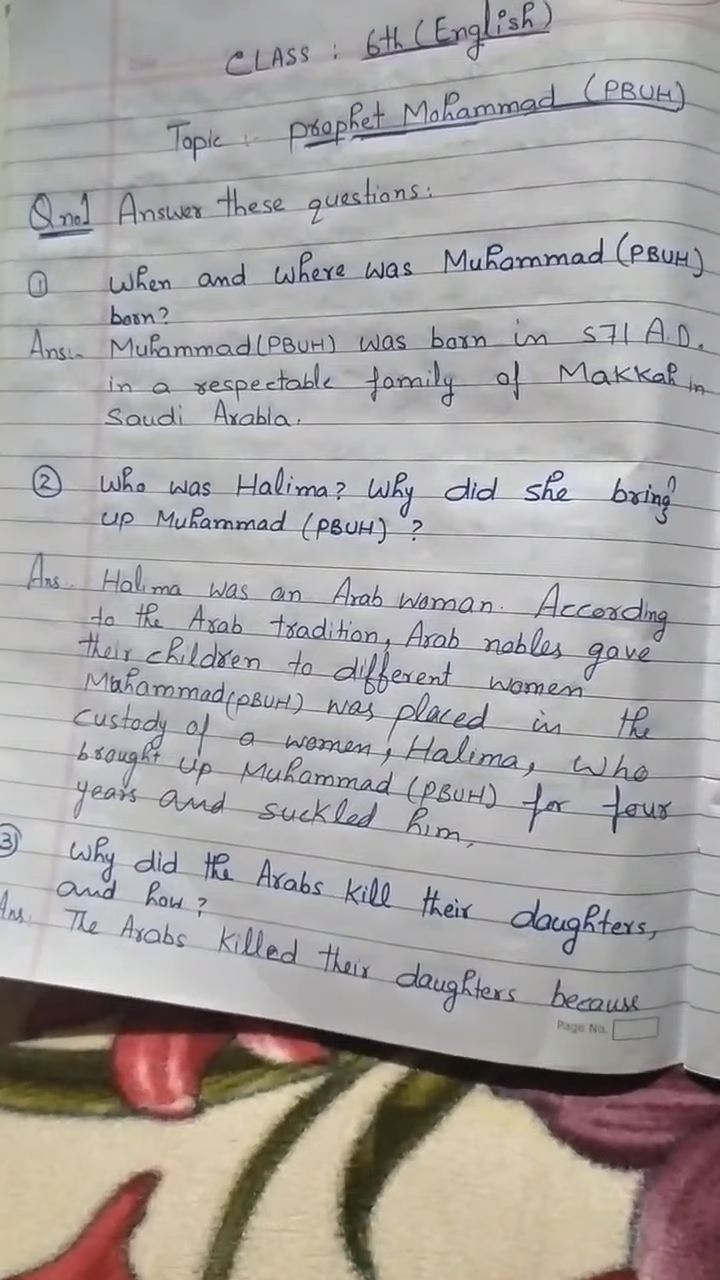 CLASS : 6th (English)
Topic : prophet Mohammad (PBUH)
Q no1 Answer these questions:
① When and where was Muhammad (PBUH)
born?
Ans:- Muhammad (PBUH) was born in 571 A.D.
in a respectable family of Makkah in
Saudi Arabia.
② Who was Halima? Why did she bring
up Muhammad (PBUH) ?
Ans. Halima was an Arab woman. According
to the Arab tradition, Arab nobles gave
their children to different women
Muhammad (PBUH) was placed in the
custody of a women, Halima, who
brought up Muhammad (PBUH) for four
years and suckled him,
3 Why did the Arabs kill their daughters,
and how?
Ans. The Arabs killed their daughters because
Page No.